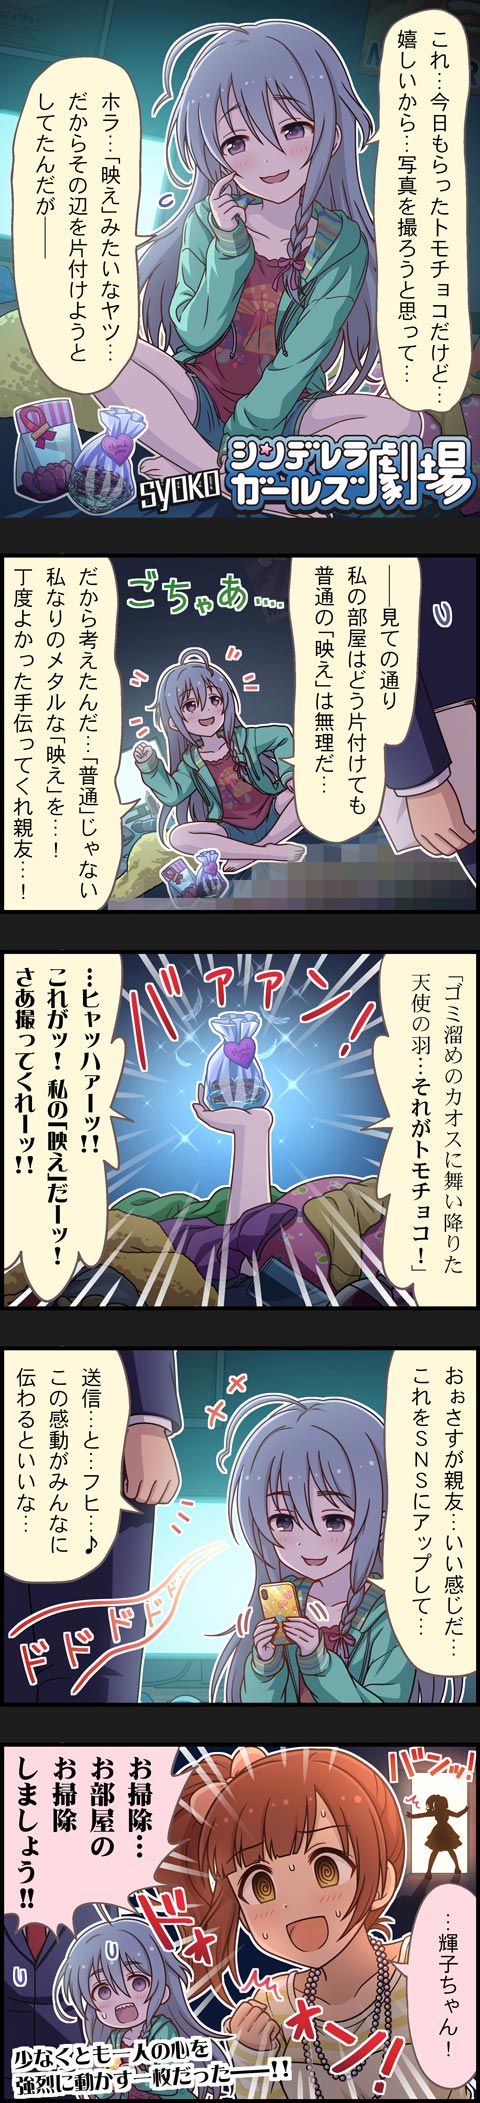 これ…今日もらったトモチョコだけど…
嬉しいから…写真を撮ろうと思って…
ホラ…「映え」みたいなヤツ…
だからその辺を片付けようと
してたんだが――
SYOKO
シンデレラ
ガールズ劇場
――見ての通り
私の部屋はどう片付けても
普通の「映え」は無理だ…
ごちゃあ….
だから考えたんだ…「普通」じゃない
私なりのメタルな「映え」を…！
丁度よかった手伝ってくれ親友…！
「ゴミ溜めのカオスに舞い降りた
天使の羽…それがトモチョコ！」
バァァン！
…ヒャッハァーッ!!
これがッ！私の「映え」だーッ！
さあ撮ってくれーッ!!
おぉさすが親友…いい感じだ…
これをSNSにアップして…
送信…と…フヒ…♪
この感動がみんなに
伝わるといいな…
ドドドドドド
バンッ！
…輝子ちゃん！
お掃除…
お部屋の
お掃除
しましょう!!
ドォオン！
少なくとも一人の心を
強烈に動かす一枚だった――!!